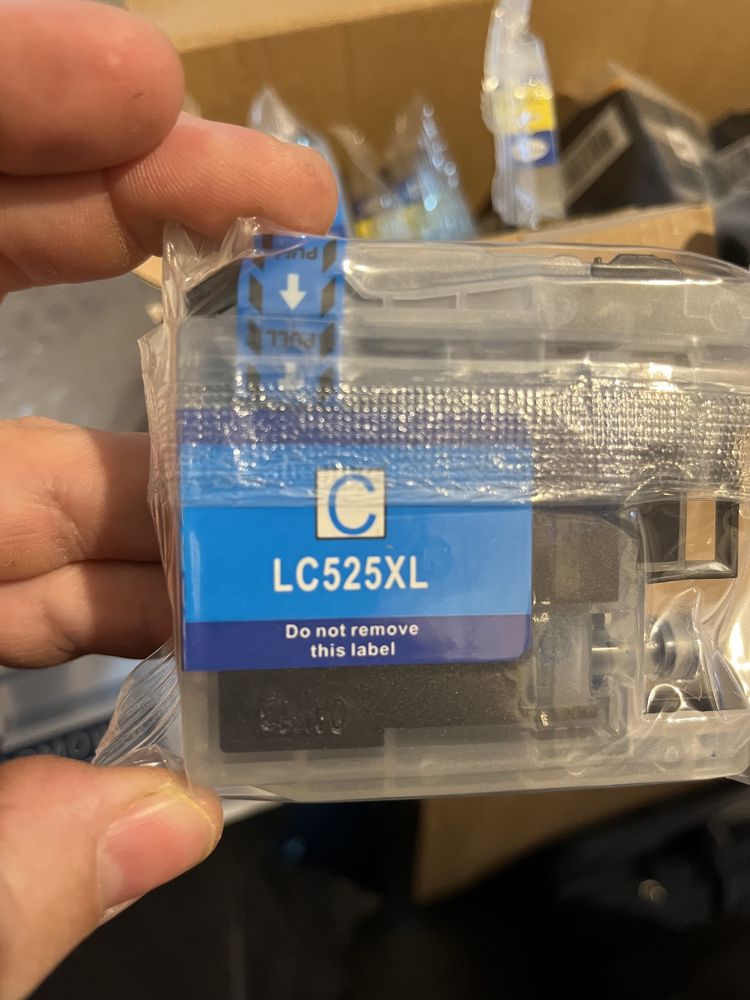 PULL
PULL
C
LC525XL
Do not remove
this label